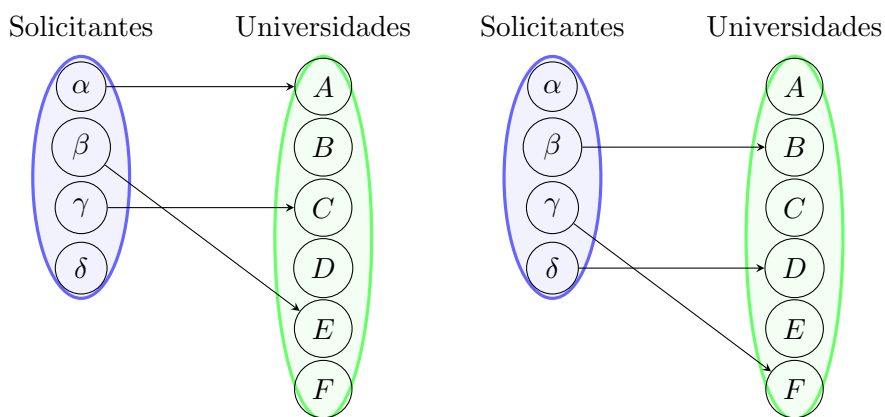 Solicitantes Universidades
α A
β B
γ C
δ D
E
F
Solicitantes Universidades
α A
β B
γ C
δ D
E
F